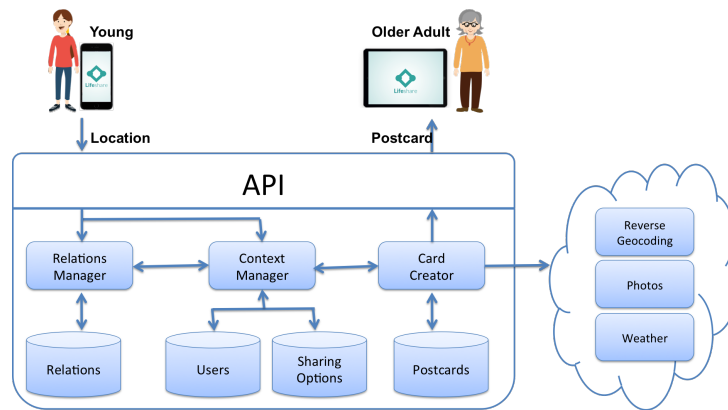 Young
Older Adult
Lifeshare
Lifeshare
Location
Postcard
API
Relations
Manager
Context
Manager
Card
Creator
Reverse
Geocoding
Photos
Weather
Relations
Users
Sharing
Options
Postcards